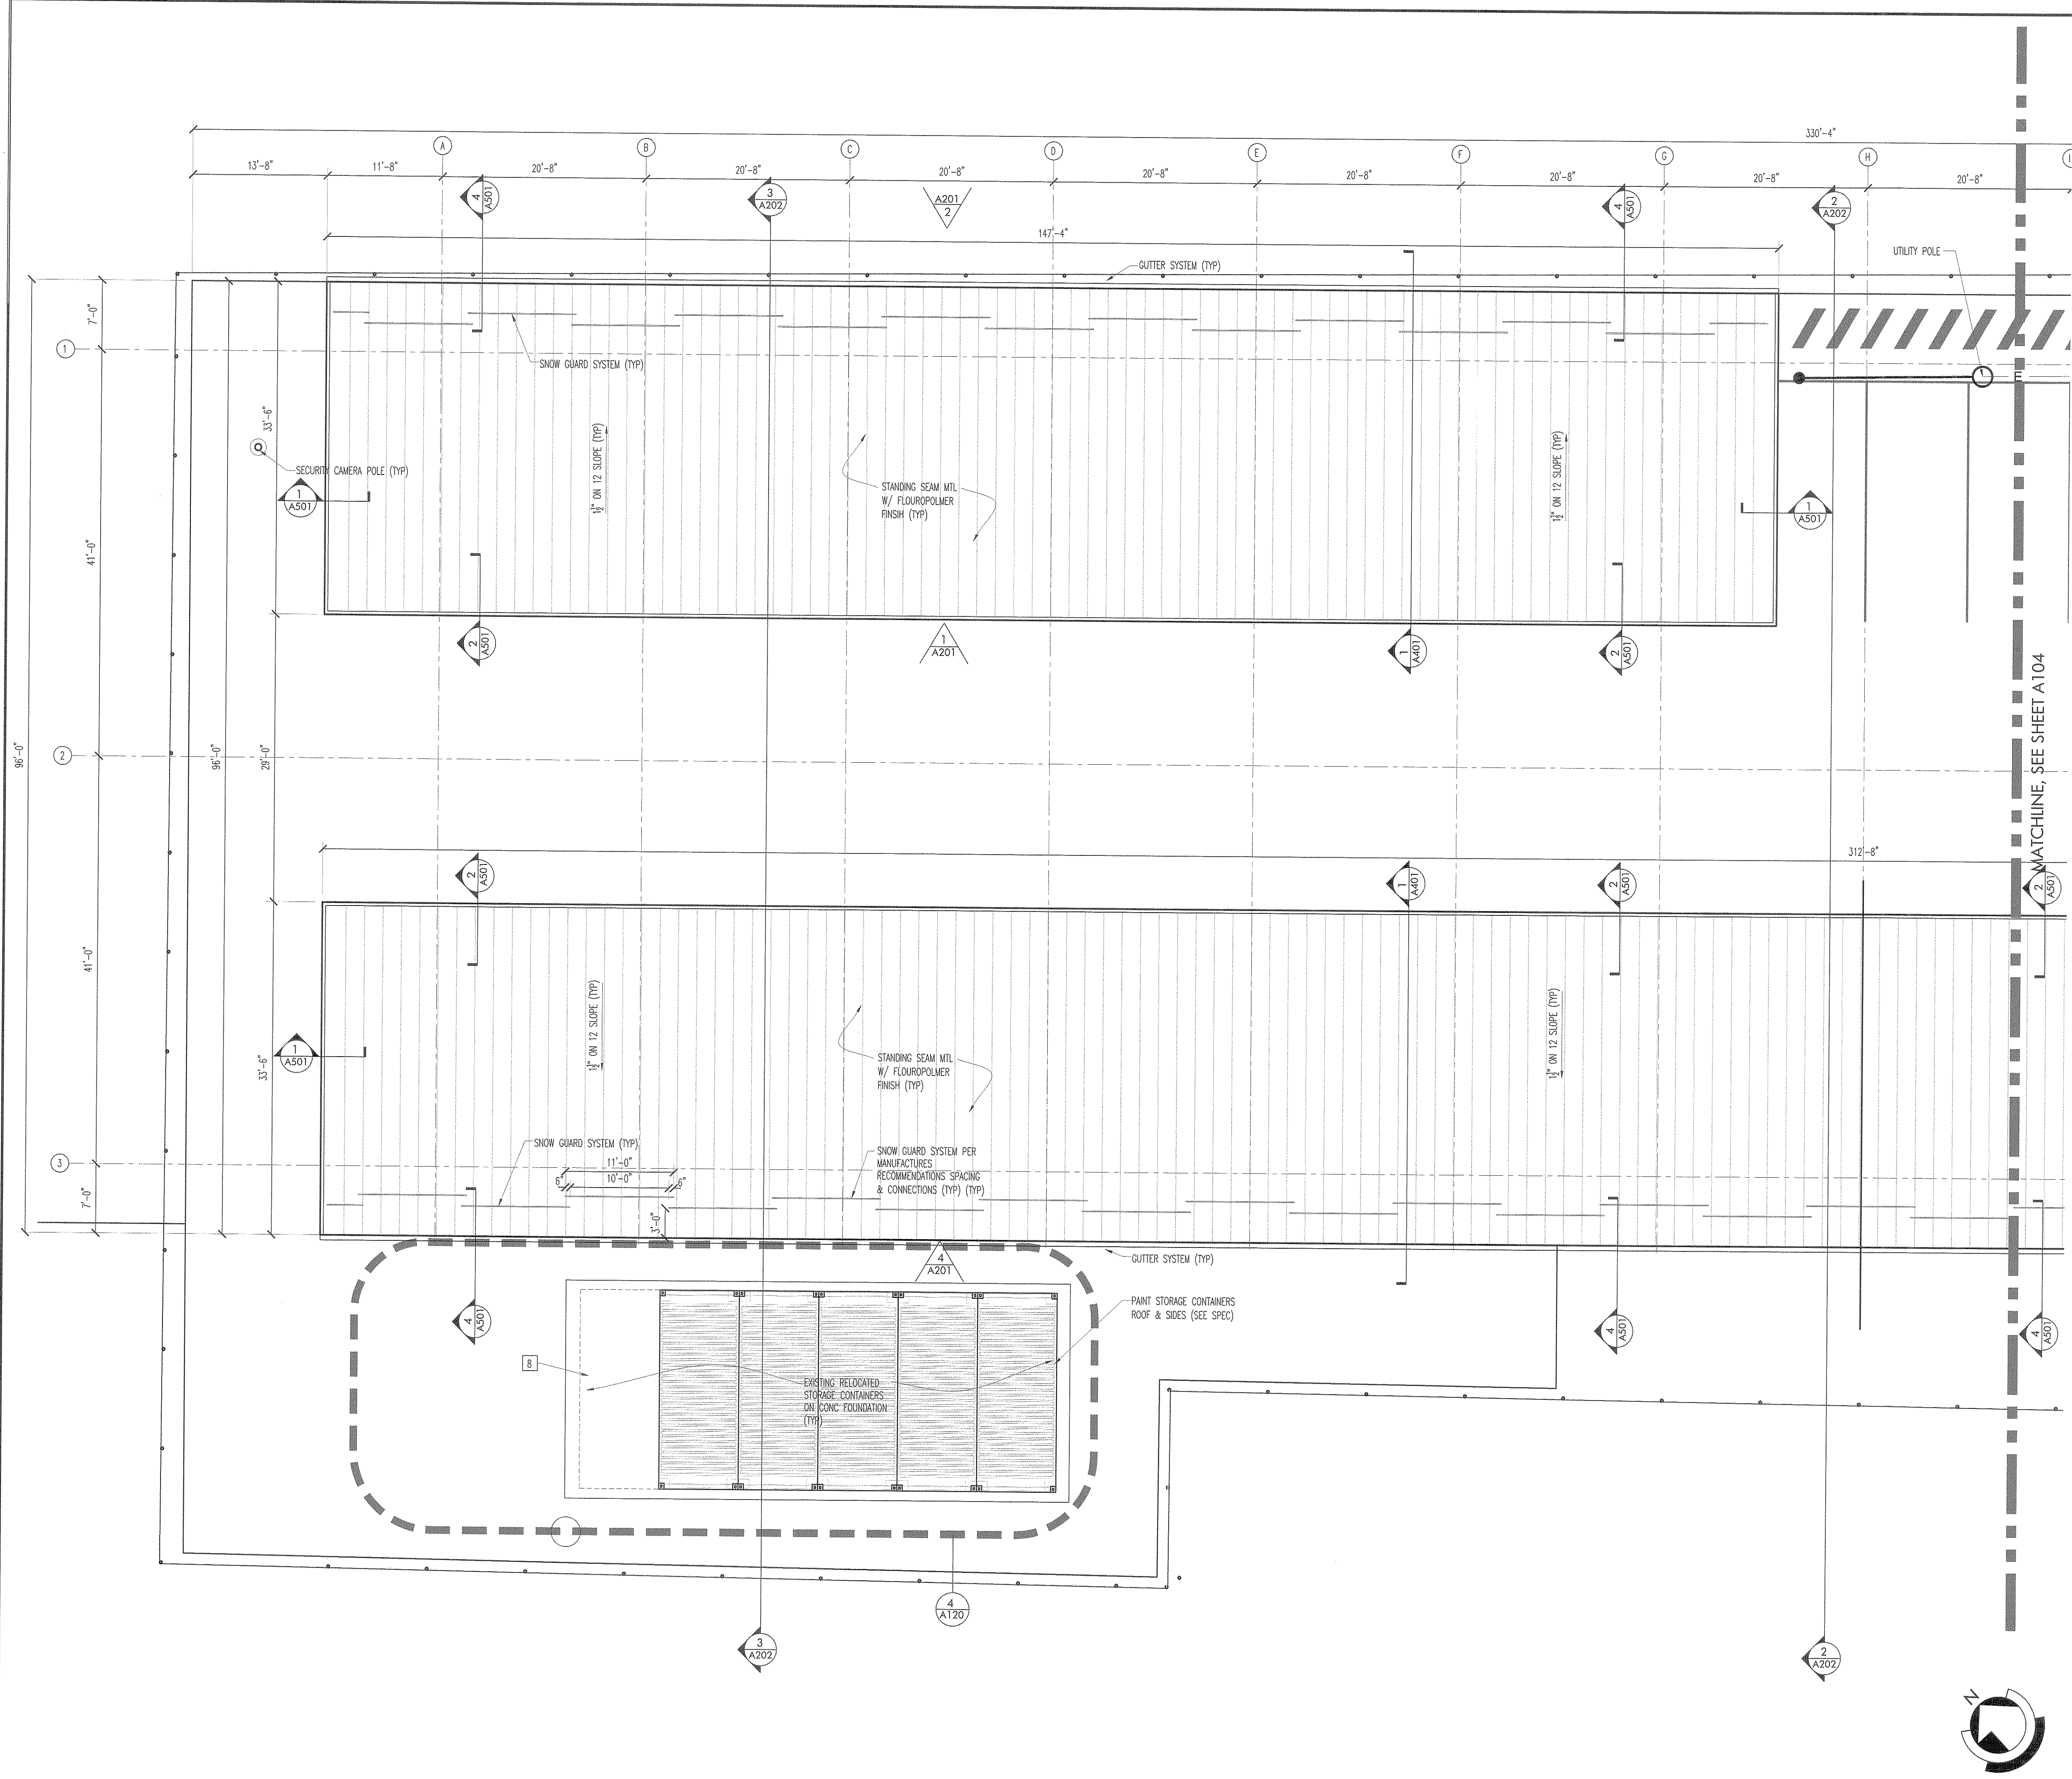 330'-4"
A
B
C
D
E
F
G
H
13'-8"
11'-8"
20'-8"
20'-8"
20'-8"
20'-8"
20'-8"
20'-8"
20'-8"
20'-8"
4
A501
3
A202
A201
2
4
A501
2
A202
147'-4"
UTILITY POLE
GUTTER SYSTEM (TYP)
7'-0"
1
SNOW GUARD SYSTEM (TYP)
E
33'-6"
SECURITY CAMERA POLE (TYP)
1
A501
1½" ON 12 SLOPE (TYP)
STANDING SEAM MTL
W/ FLOUROPOLMER
FINSIH (TYP)
1½" ON 12 SLOPE (TYP)
1
A501
41'-0"
2
A501
1
A201
1
A401
2
A501
MATCHLINE, SEE SHEET A104
96'-0"
2
96'-0"
29'-0"
312'-8"
2
A501
1
A401
2
A501
2
A501
41'-0"
1½" ON 12 SLOPE (TYP)
1½" ON 12 SLOPE (TYP)
33'-6"
1
A501
STANDING SEAM MTL
W/ FLOUROPOLMER
FINISH (TYP)
SNOW GUARD SYSTEM (TYP)
SNOW GUARD SYSTEM PER
MANUFACTURES
RECOMMENDATIONS SPACING
& CONNECTIONS (TYP) (TYP)
3
11'-0"
6"
10'-0"
6"
7'-0"
3'-0"
4
A201
GUTTER SYSTEM (TYP)
PAINT STORAGE CONTAINERS
ROOF & SIDES (SEE SPEC)
4
A501
4
A501
4
A501
8
EXISTING RELOCATED
STORAGE CONTAINERS
ON CONC FOUNDATION
(TYP)
4
A120
3
A202
2
A202
N